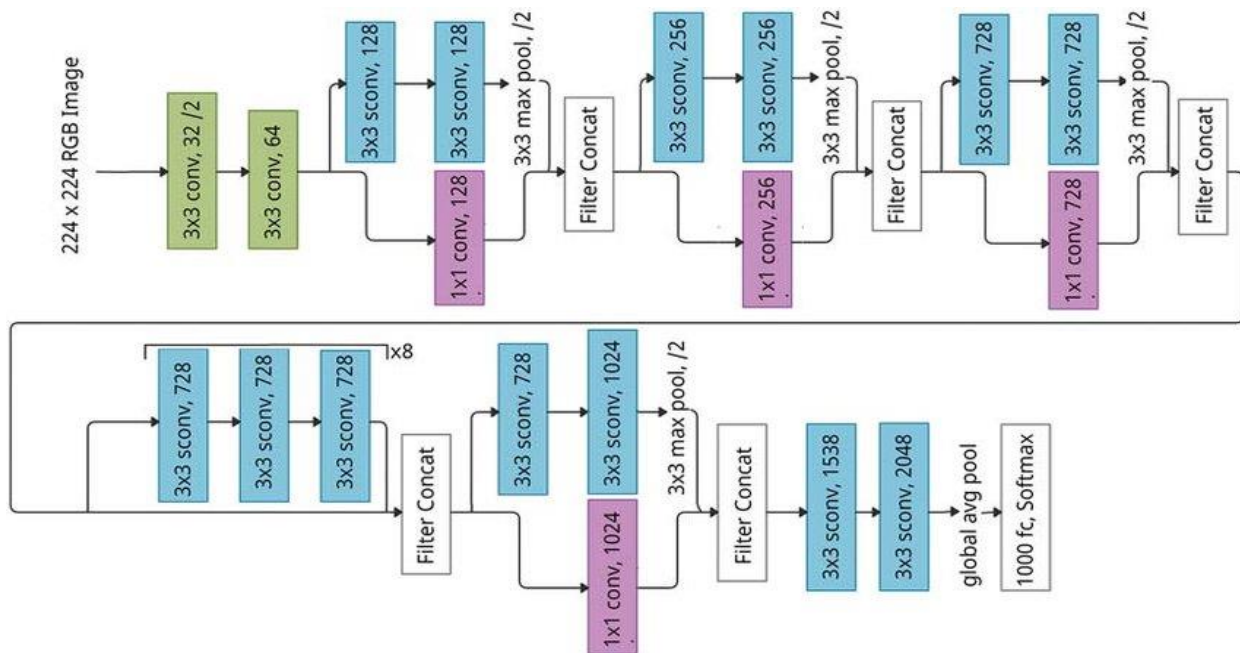 224 x 224 RGB Image
3x3 conv, 32 /2
3x3 conv, 64
3x3 sconv, 128
3x3 sconv, 128
3x3 max pool, /2
1x1 conv, 128
Filter Concat
3x3 sconv, 256
3x3 sconv, 256
3x3 max pool, /2
1x1 conv, 256
Filter Concat
3x3 sconv, 728
3x3 sconv, 728
3x3 max pool, /2
1x1 conv, 728
Filter Concat
3x3 sconv, 728
3x3 sconv, 728
3x3 sconv, 728
x8
Filter Concat
3x3 sconv, 728
3x3 sconv, 1024
3x3 max pool, /2
1x1 conv, 1024
Filter Concat
3x3 sconv, 1538
3x3 sconv, 2048
global avg pool
1000 fc, Softmax